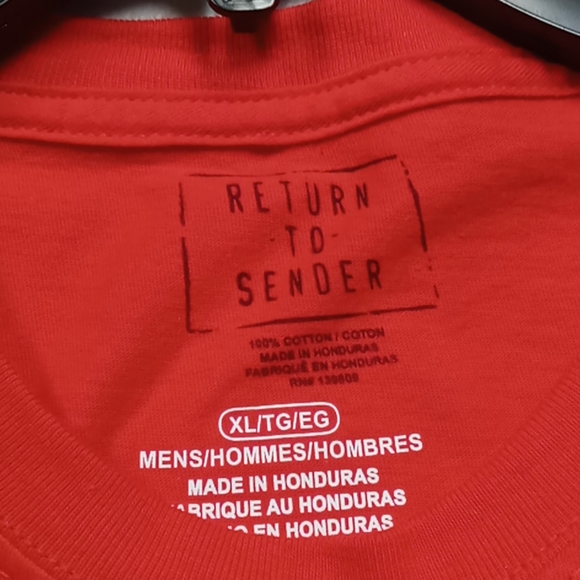 RETURN
-TO-
SENDER
100% COTTON / COTON
MADE IN HONDURAS
FABRIQUÉ EN HONDURAS
RN#
XL/TG/EG
MENS/HOMMES/HOMBRES
MADE IN HONDURAS
AU HONDURAS
EN HONDURAS